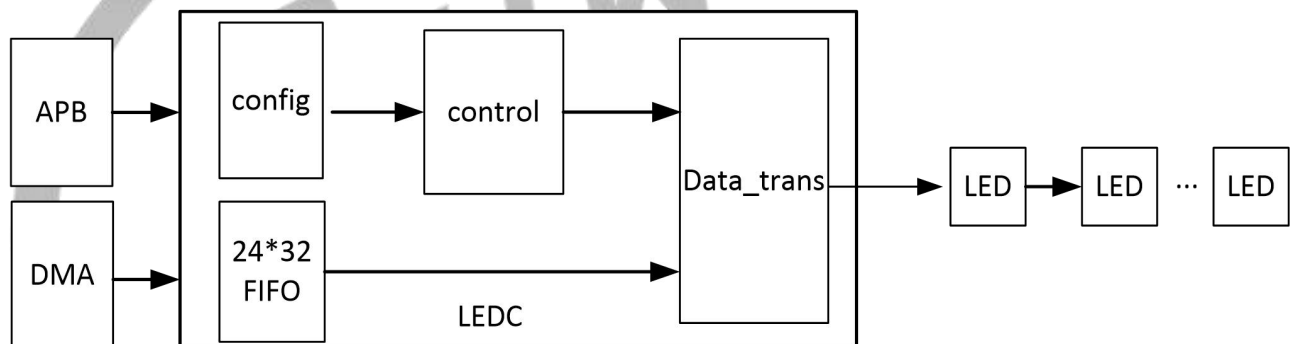 APB
config
control
Data_trans
LED
LED
...
LED
DMA
24*32
FIFO
LEDC